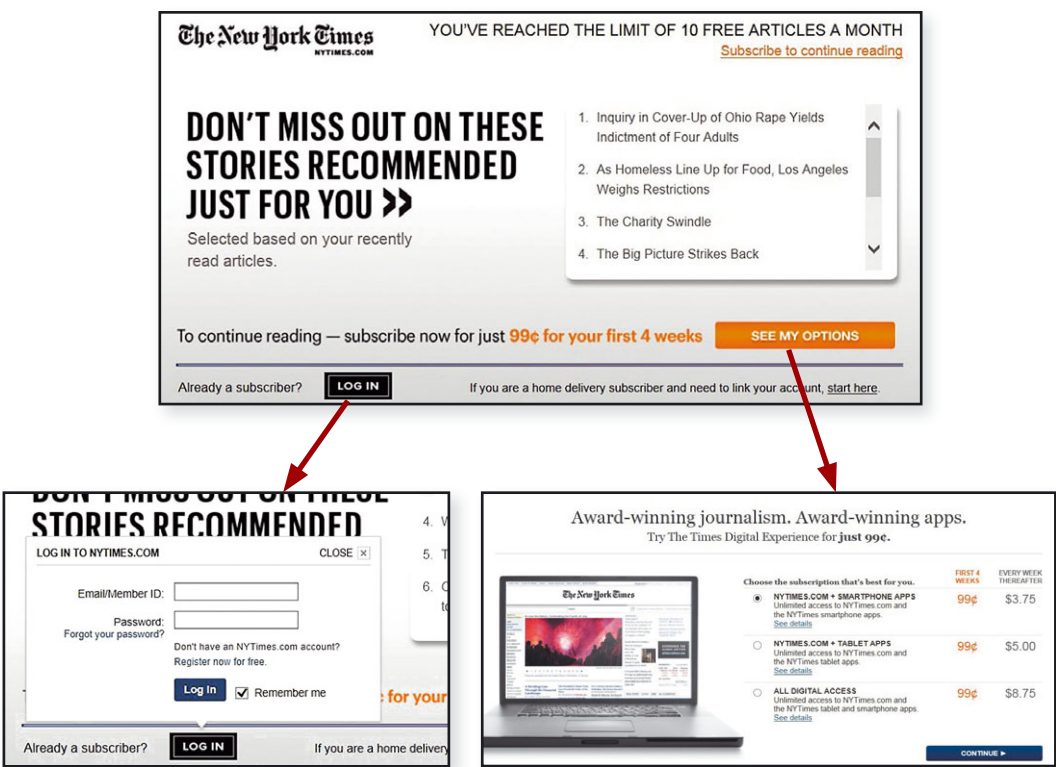 The New York Times
NYTIMES.COM
YOU'VE REACHED THE LIMIT OF 10 FREE ARTICLES A MONTH
Subscribe to continue reading
DON'T MISS OUT ON THESE
STORIES RECOMMENDED
JUST FOR YOU >>
Selected based on your recently
read articles.
1. Inquiry in Cover-Up of Ohio Rape Yields
Indictment of Four Adults
2. As Homeless Line Up for Food, Los Angeles
Weighs Restrictions
3. The Charity Swindle
4. The Big Picture Strikes Back
To continue reading — subscribe now for just 99¢ for your first 4 weeks
SEE MY OPTIONS
Already a subscriber?
LOG IN
If you are a home delivery subscriber and need to link your account, start here.
DON'T MISS OUT ON THESE
STORIES RECOMMENDED
4. W
5. T
6. C
to
LOG IN TO NYTIMES.COM
CLOSE x
Email/Member ID:
Password:
Forgot your password?
Don't have an NYTimes.com account?
Register now for free.
Log In
Remember me
for your
Already a subscriber?
LOG IN
If you are a home delivery
Award-winning journalism. Award-winning apps.
Try The Times Digital Experience for just 99¢.
The New York Times
Choose the subscription that's best for you.
FIRST 4
WEEKS
EVERY WEEK
THEREAFTER
NYTIMES.COM + SMARTPHONE APPS
Unlimited access to NYTimes.com and
the NYTimes smartphone apps.
See details
99¢
$3.75
NYTIMES.COM + TABLET APPS
Unlimited access to NYTimes.com and
the NYTimes tablet apps.
See details
99¢
$5.00
ALL DIGITAL ACCESS
Unlimited access to NYTimes.com and
the NYTimes tablet and smartphone apps.
See details
99¢
$8.75
CONTINUE ►